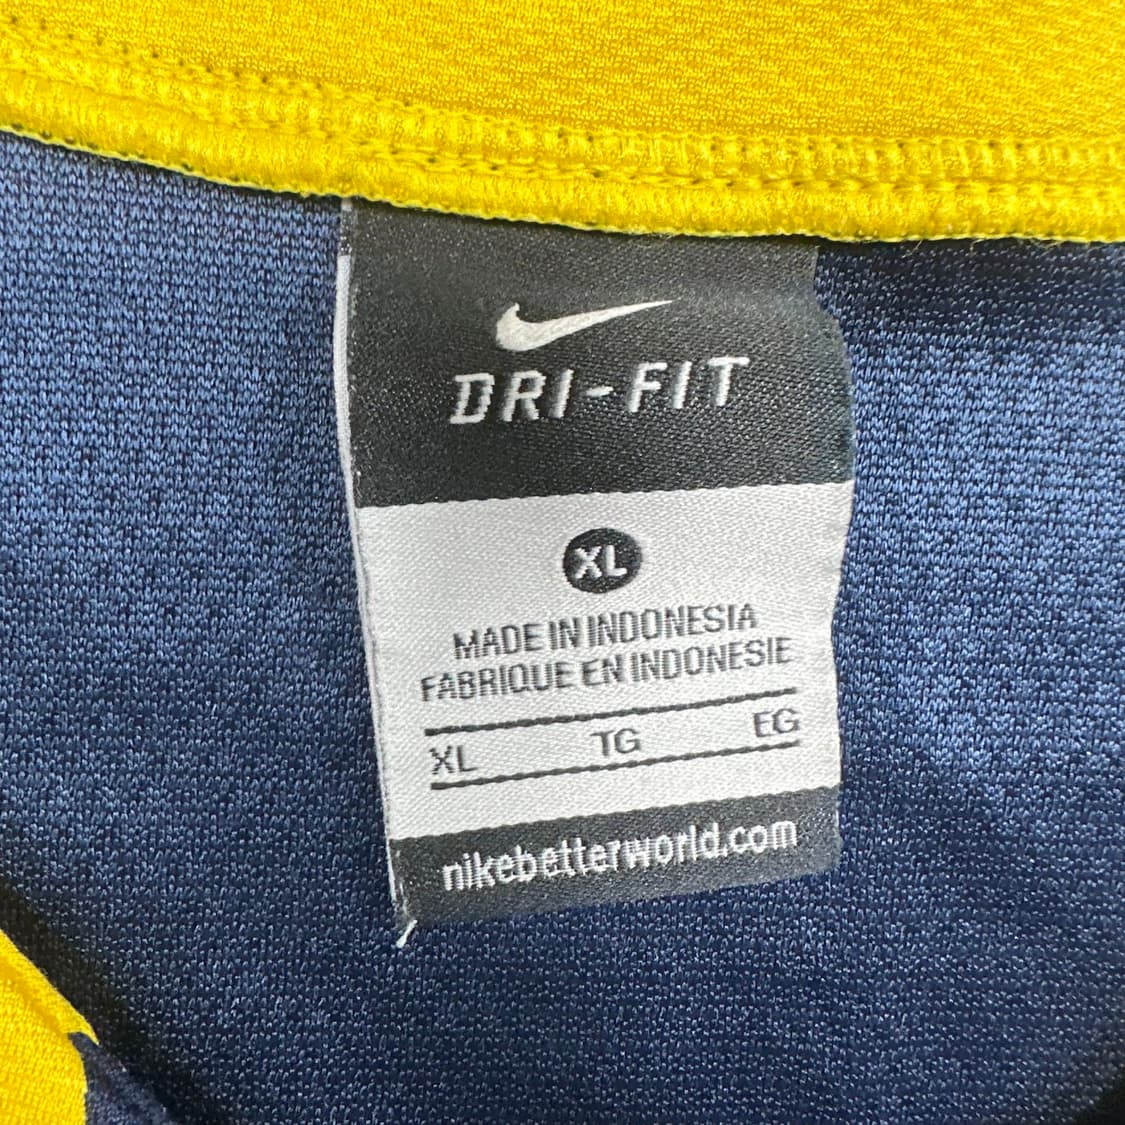 DRI-FIT
XL
MADE IN INDONESIA
FABRIQUE EN INDONESIE
XL TG EG
nikebetterworld.com